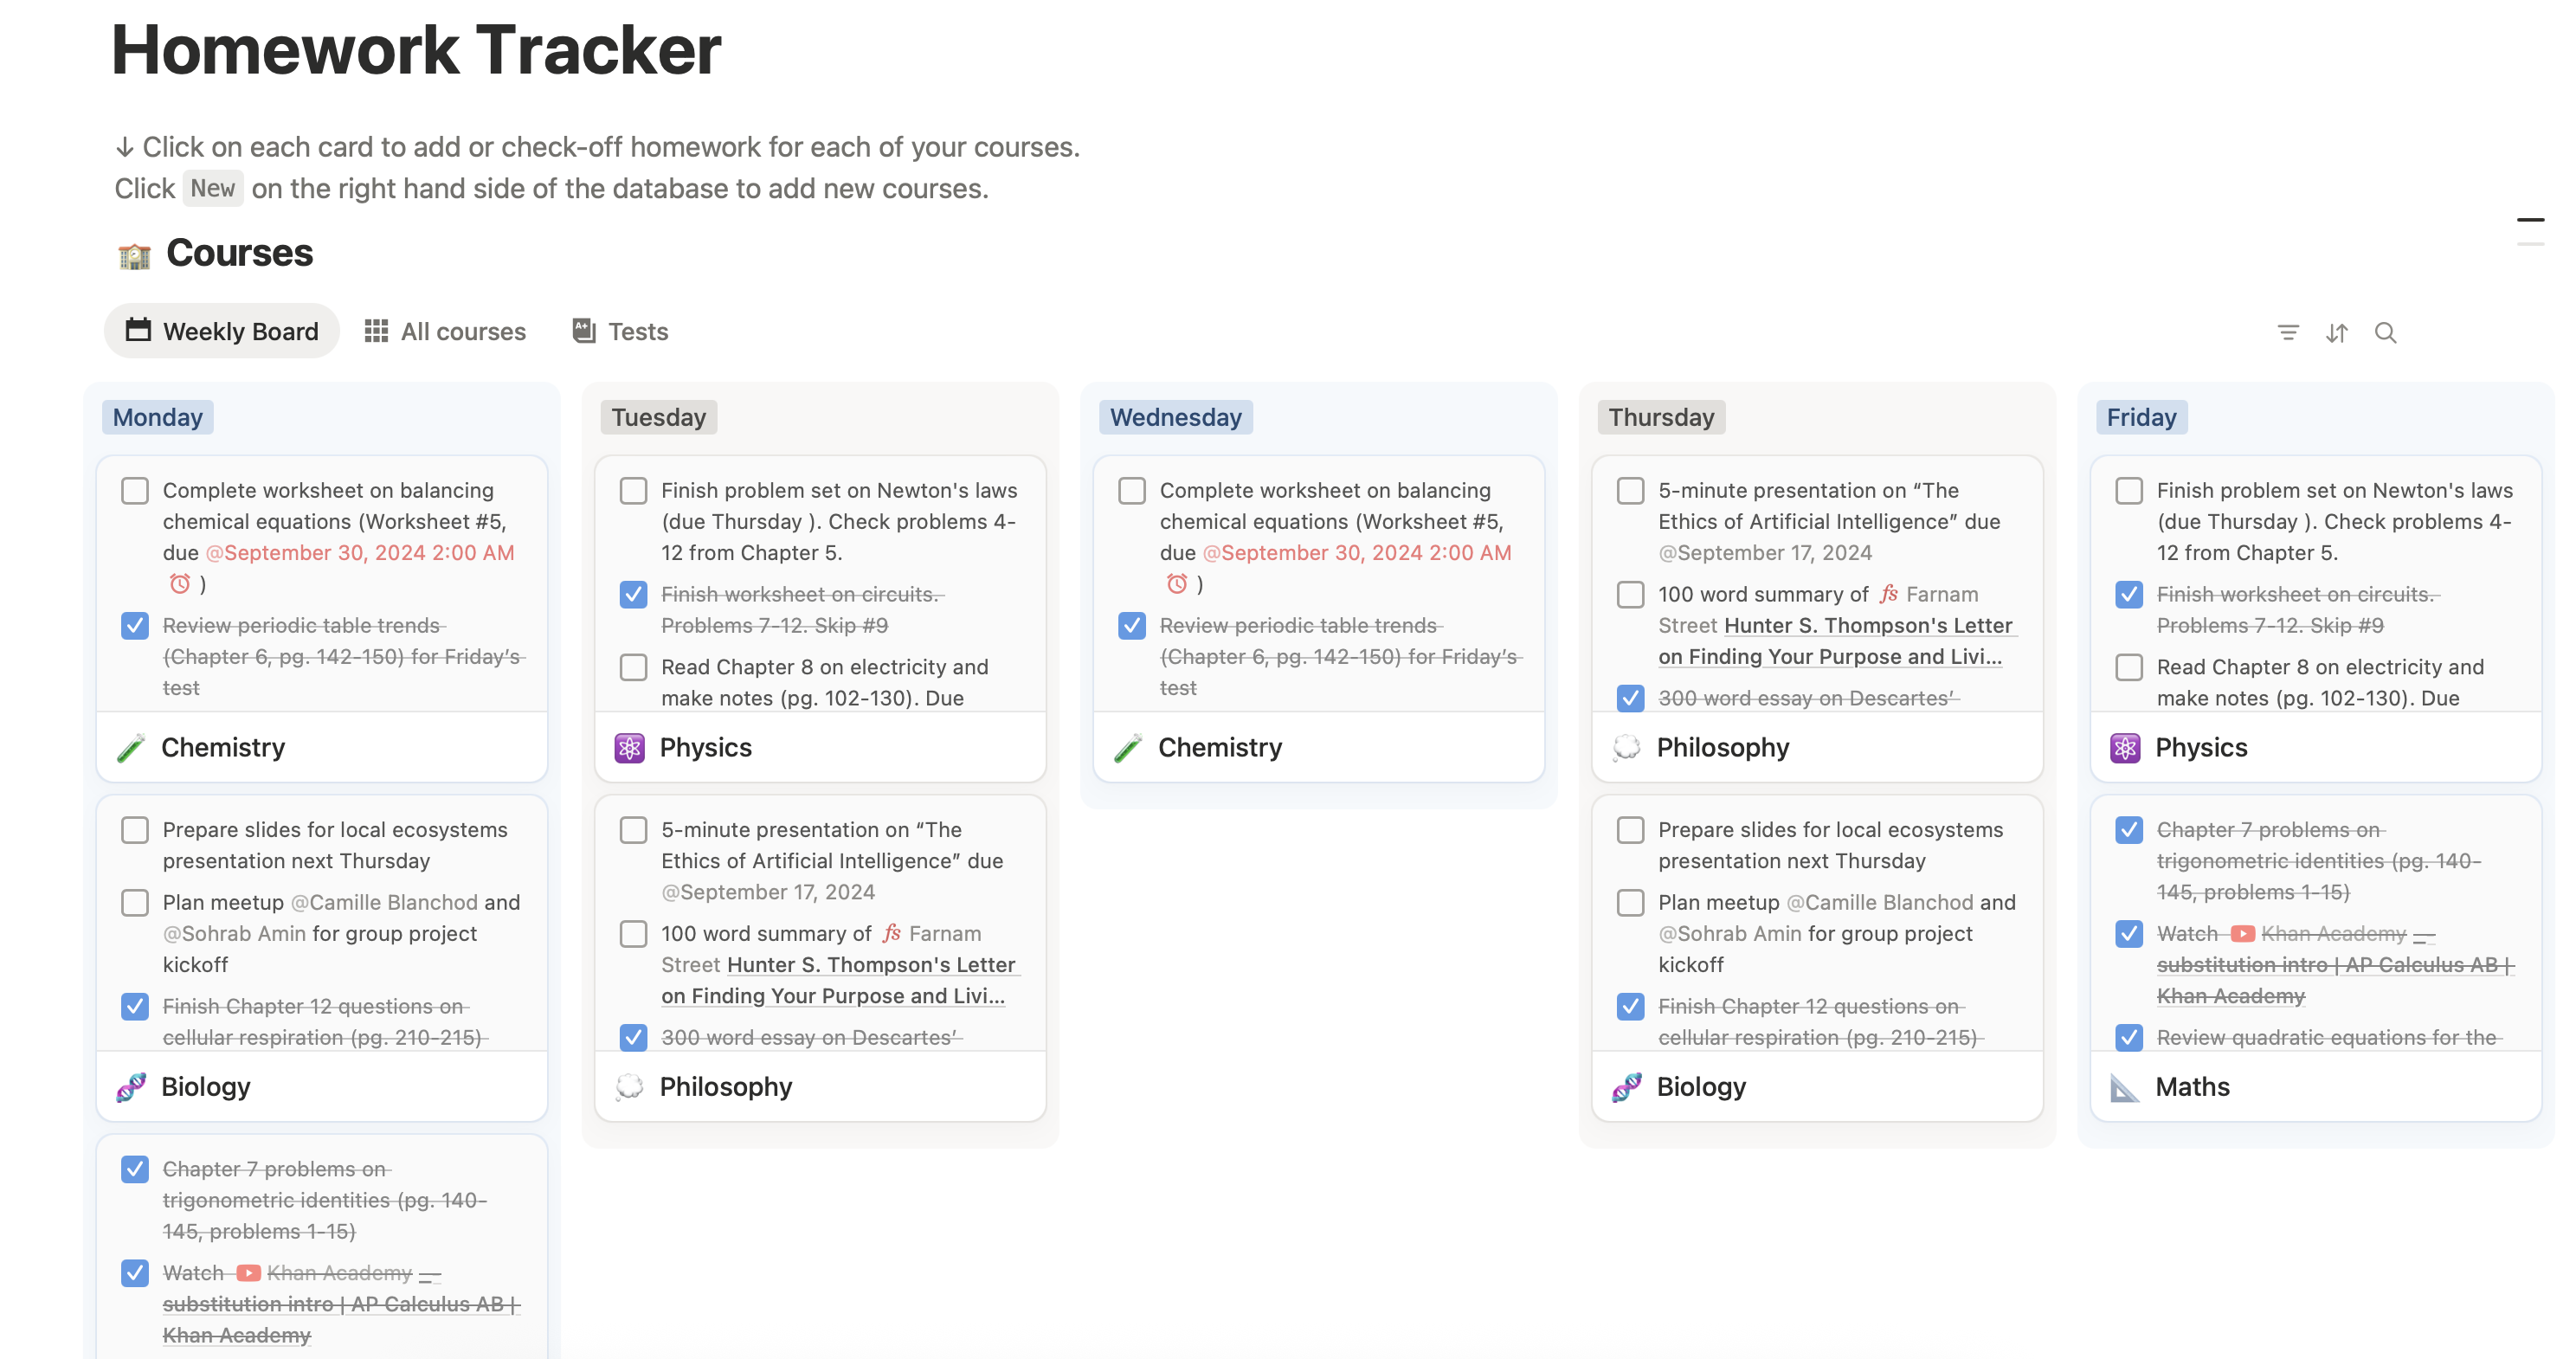 Homework Tracker
↓ Click on each card to add or check-off homework for each of your courses.
Click New on the right hand side of the database to add new courses.
Courses
Weekly Board
All courses
Tests
Monday
Complete worksheet on balancing
chemical equations (Worksheet #5,
due @September 30, 2024 2:00 AM
)
Review periodic table trends
(Chapter 6, pg. 142-150) for Friday’s
test
Chemistry
Prepare slides for local ecosystems
presentation next Thursday
Plan meetup @Camille Blanchod and
@Sohrab Amin for group project
kickoff
Finish Chapter 12 questions on
cellular respiration (pg. 210-215)
Biology
Chapter 7 problems on
trigonometric identities (pg. 140-
145, problems 1-15)
Watch Khan Academy
substitution intro | AP Calculus AB |
Khan Academy
Tuesday
Finish problem set on Newton's laws
(due Thursday ). Check problems 4-
12 from Chapter 5.
Finish worksheet on circuits.
Problems 7-12. Skip #9
Read Chapter 8 on electricity and
make notes (pg. 102-130). Due
Physics
5-minute presentation on “The
Ethics of Artificial Intelligence” due
@September 17, 2024
100 word summary of fs Farnam
Street Hunter S. Thompson's Letter
on Finding Your Purpose and Livi...
300 word essay on Descartes’
Philosophy
Wednesday
Complete worksheet on balancing
chemical equations (Worksheet #5,
due @September 30, 2024 2:00 AM
)
Review periodic table trends
(Chapter 6, pg. 142-150) for Friday’s
test
Chemistry
Thursday
5-minute presentation on “The
Ethics of Artificial Intelligence” due
@September 17, 2024
100 word summary of fs Farnam
Street Hunter S. Thompson's Letter
on Finding Your Purpose and Livi...
300 word essay on Descartes’
Philosophy
Prepare slides for local ecosystems
presentation next Thursday
Plan meetup @Camille Blanchod and
@Sohrab Amin for group project
kickoff
Finish Chapter 12 questions on
cellular respiration (pg. 210-215)
Biology
Friday
Finish problem set on Newton's laws
(due Thursday ). Check problems 4-
12 from Chapter 5.
Finish worksheet on circuits.
Problems 7-12. Skip #9
Read Chapter 8 on electricity and
make notes (pg. 102-130). Due
Physics
Chapter 7 problems on
trigonometric identities (pg. 140-
145, problems 1-15)
Watch Khan Academy
substitution intro | AP Calculus AB |
Khan Academy
Review quadratic equations for the
Maths